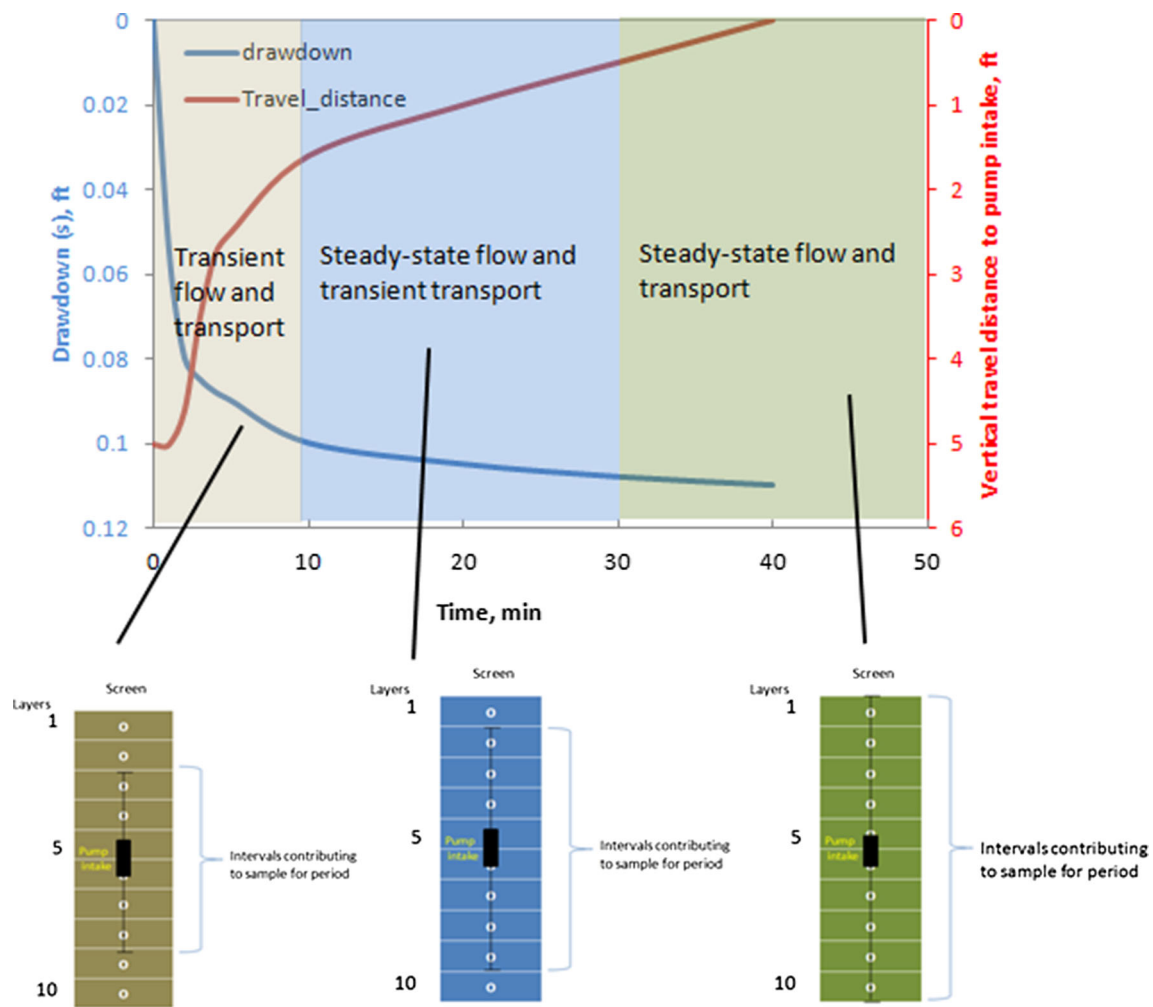 0
0
drawdown
Travel_distance
0.02
1
0.04
2
Drawdown (s), ft
Vertical travel distance to pump intake, ft
Transient
flow and
transport
Steady-state flow and
transient transport
Steady-state flow and
transport
0.06
3
0.08
4
0.1
5
0.12
6
0
10
20
30
40
50
Time, min
Screen
Layers
1
5
Pump
intake
10
Intervals contributing
to sample for period
Screen
Layers
1
5
Pump
intake
10
Intervals contributing
to sample for period
Screen
Layers
1
5
Pump
intake
10
Intervals contributing
to sample for period